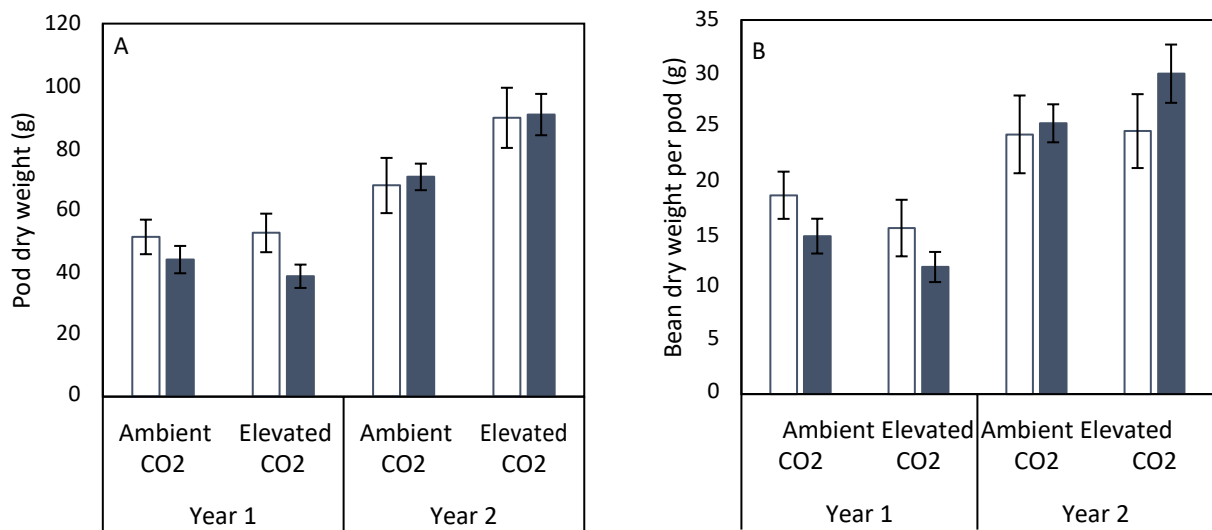 Pod dry weight (g)
A
120
100
80
60
40
20
0
Ambient CO2
Elevated CO2
Ambient CO2
Elevated CO2
Year 1
Year 2
Bean dry weight per pod (g)
B
35
30
25
20
15
10
5
0
Ambient CO2
Elevated CO2
Ambient CO2
Elevated CO2
Year 1
Year 2